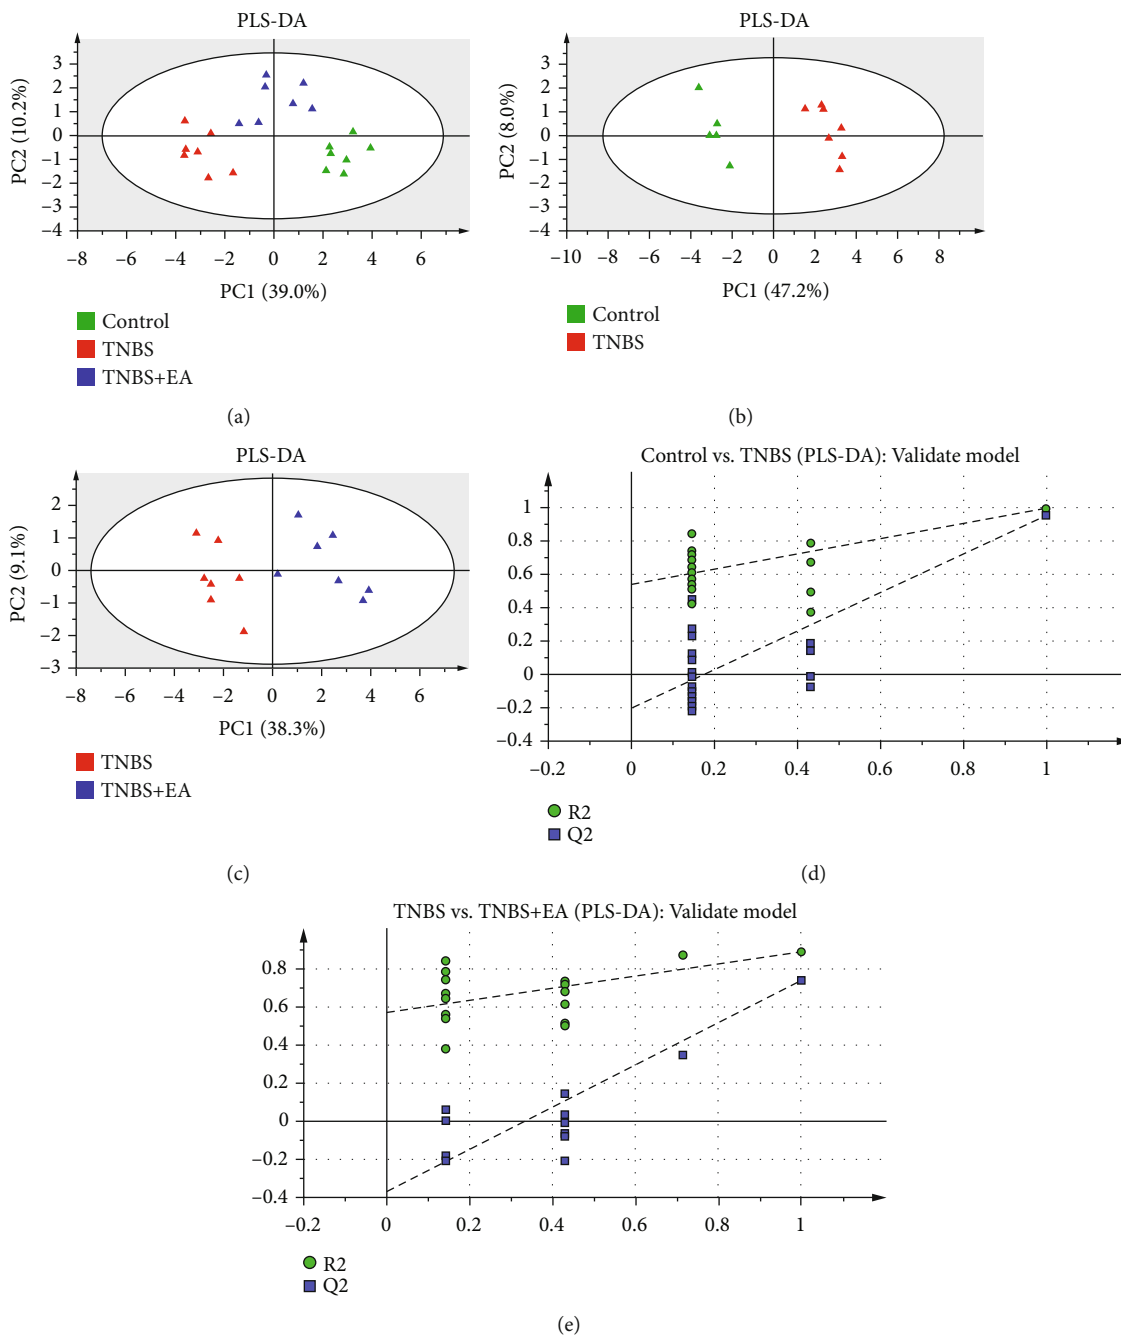 PLS-DA
PC2 (10.2%)
3
2
1
0
−1
−2
−3
−4
−8 −6 −4 −2 0 2 4 6
PC1 (39.0%)
Control
TNBS
TNBS+EA
(a)
PLS-DA
PC2 (8.0%)
3
2
1
0
−1
−2
−3
−4
−10 −8 −6 −4 −2 0 2 4 6 8
PC1 (47.2%)
Control
TNBS
(b)
PLS-DA
PC2 (9.1%)
2
1
0
−1
−2
−3
−8 −6 −4 −2 0 2 4 6 8
PC1 (38.3%)
TNBS
TNBS+EA
(c)
Control vs. TNBS (PLS-DA): Validate model
1
0.8
0.6
0.4
0.2
0
−0.2
−0.4
−0.2 0 0.2 0.4 0.6 0.8 1
R2
Q2
(d)
TNBS vs. TNBS+EA (PLS-DA): Validate model
0.8
0.6
0.4
0.2
0
−0.2
−0.4
−0.2 0 0.2 0.4 0.6 0.8 1
R2
Q2
(e)